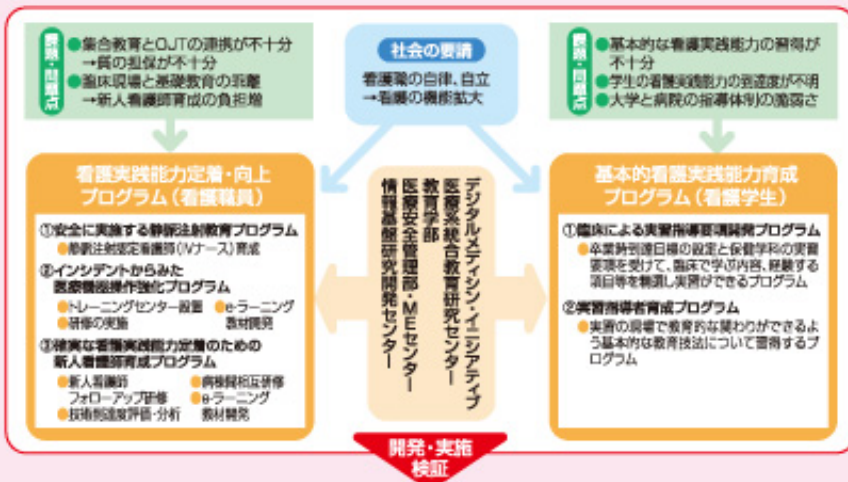 課題・問題点
●集合教育とOJTの連携が不十分
→質の担保が不十分
●臨床現場と基礎教育の乖離
→新人看護師育成の負担増
社会の要請
看護職の自律、自立
→看護の機能拡大
課題・問題点
●基本的な看護実践能力の習得が
不十分
●学生の看護実践能力の到達度が不明
●大学と病院の指導体制の脆弱さ
看護実践能力定着・向上
プログラム(看護職員)
①安全に実施する静脈注射教育プログラム
●静脈注射認定看護師(IVナース)育成
②インシデントからみた
医療機器操作強化プログラム
●トレーニングセンター設置 ●e-ラーニング
●研修の実施 教材開発
③確実な看護実践能力定着のための
新人看護師育成プログラム
●新人看護師 ●病棟間相互研修
フォローアップ研修 ●e-ラーニング
●技術到達度評価・分析 教材開発
デジタルメディシン・イニシアティブ
医療系統合教育研究センター
教育学部
医療安全管理部・MEセンター
情報基盤研究開発センター
基本的看護実践能力育成
プログラム(看護学生)
①臨床による実習指導要項開発プログラム
●卒業時到達目標の設定と保健学科の実習
要項を受けて、臨床で学ぶ内容、経験する
項目等を精選し実習ができるプログラム
②実習指導者育成プログラム
●実習の現場で教育的な関わりができるよ
う基本的な教育技法について習得するプ
ログラム
開発・実施
検証